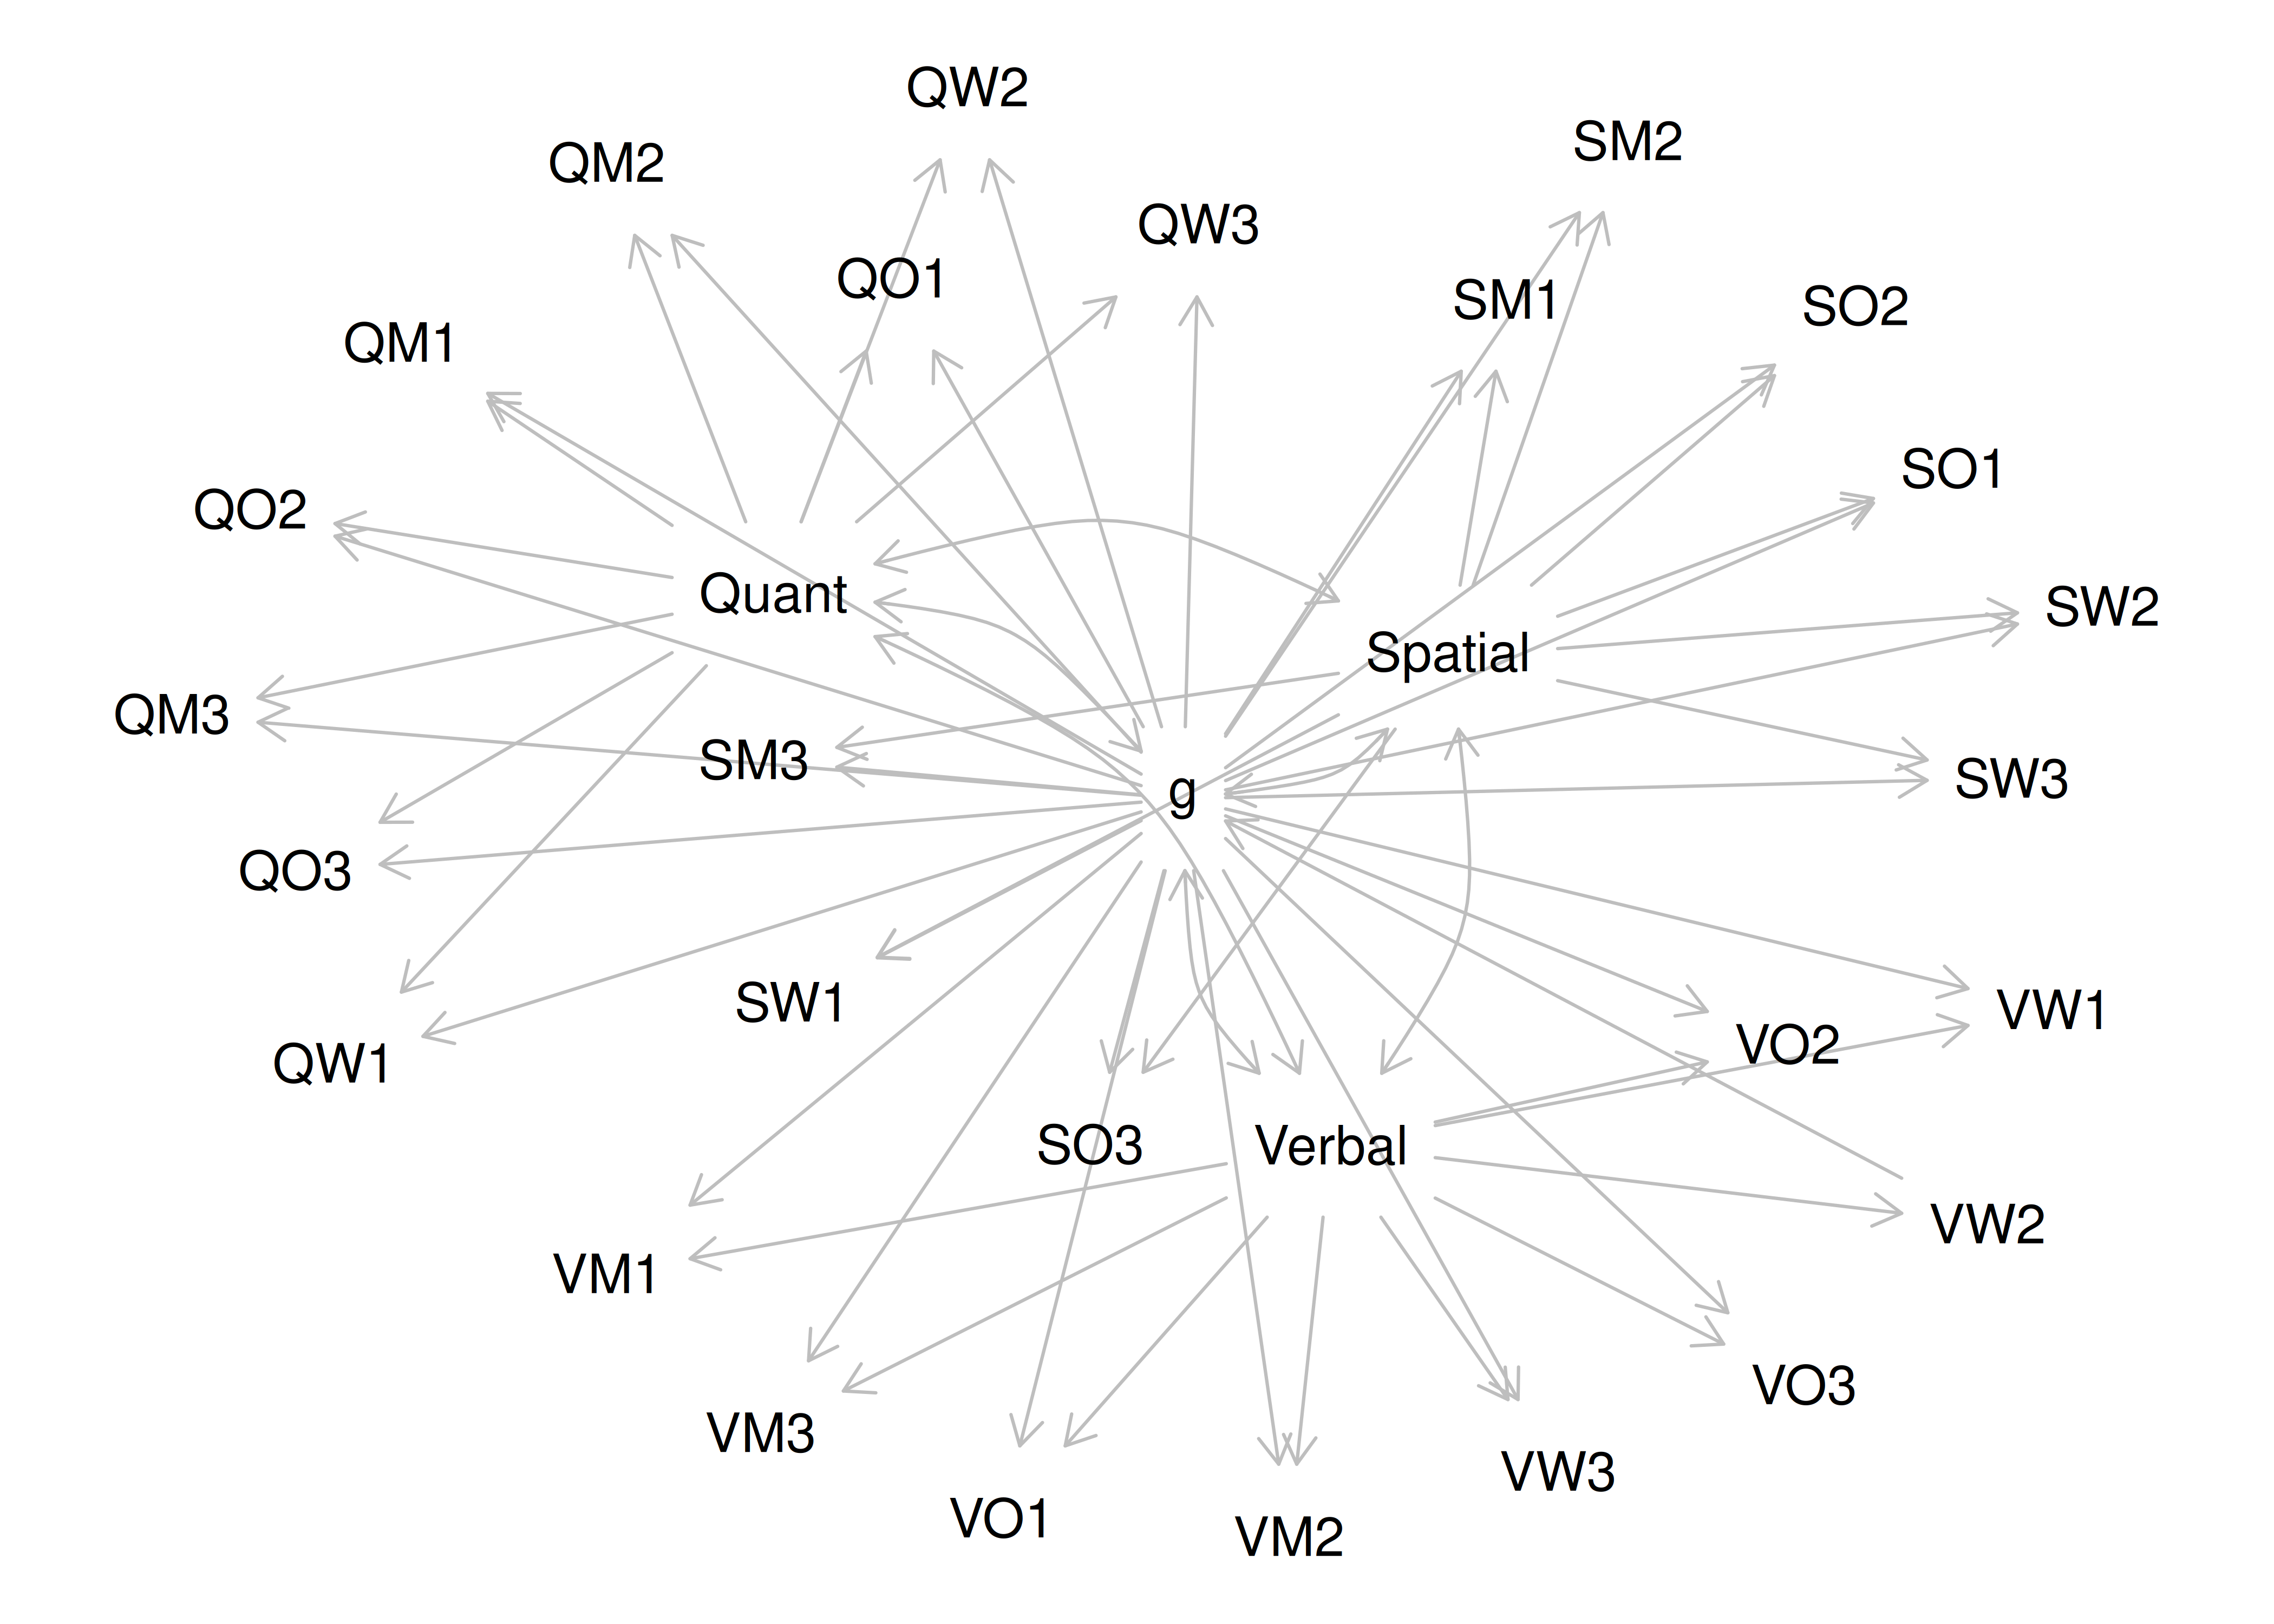 QW2
SM2
QM2
QW3
QO1
SM1
SO2
QM1
SO1
QO2
Quant
SW2
Spatial
QM3
SM3
SW3
g
QO3
SW1
VW1
VO2
QW1
SO3
Verbal
VW2
VM1
VO3
VM3
VW3
VO1
VM2